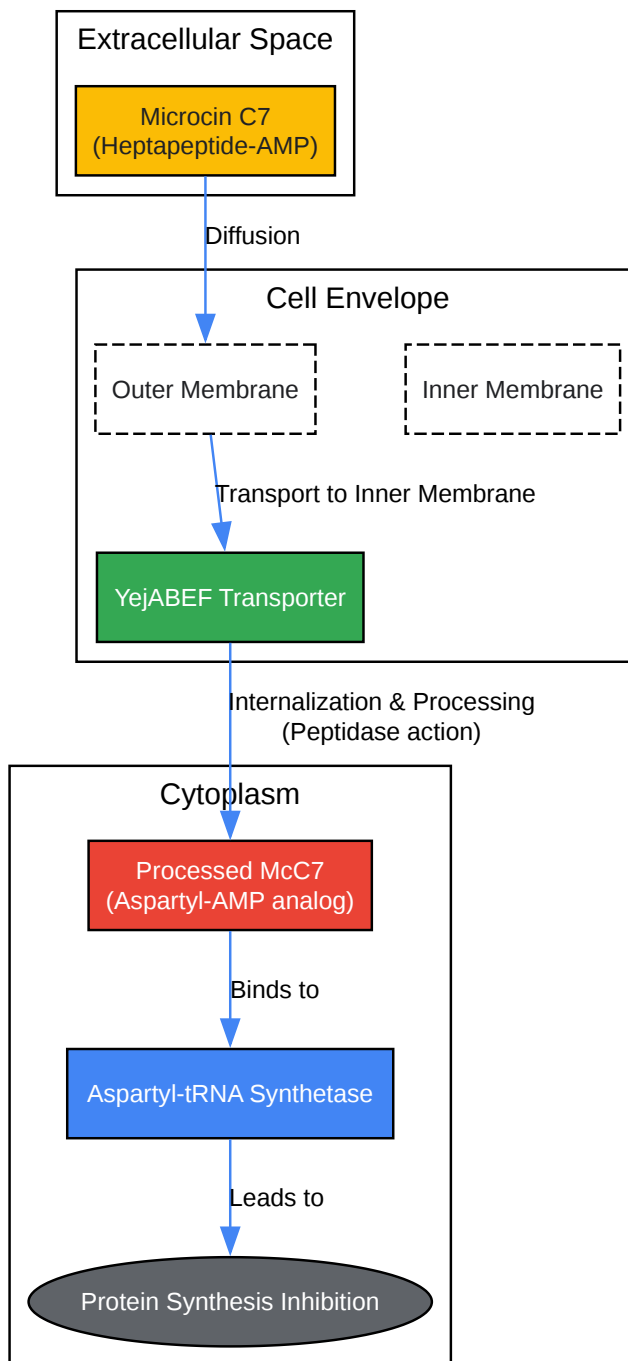 Extracellular Space
Microcin C7
(Heptapeptide-AMP)
Diffusion
Cell Envelope
Outer Membrane
Inner Membrane
Transport to Inner Membrane
YejABEF Transporter
Internalization & Processing
(Peptidase action)
Cytoplasm
Processed McC7
(Aspartyl-AMP analog)
Binds to
Aspartyl-tRNA Synthetase
Leads to
Protein Synthesis Inhibition